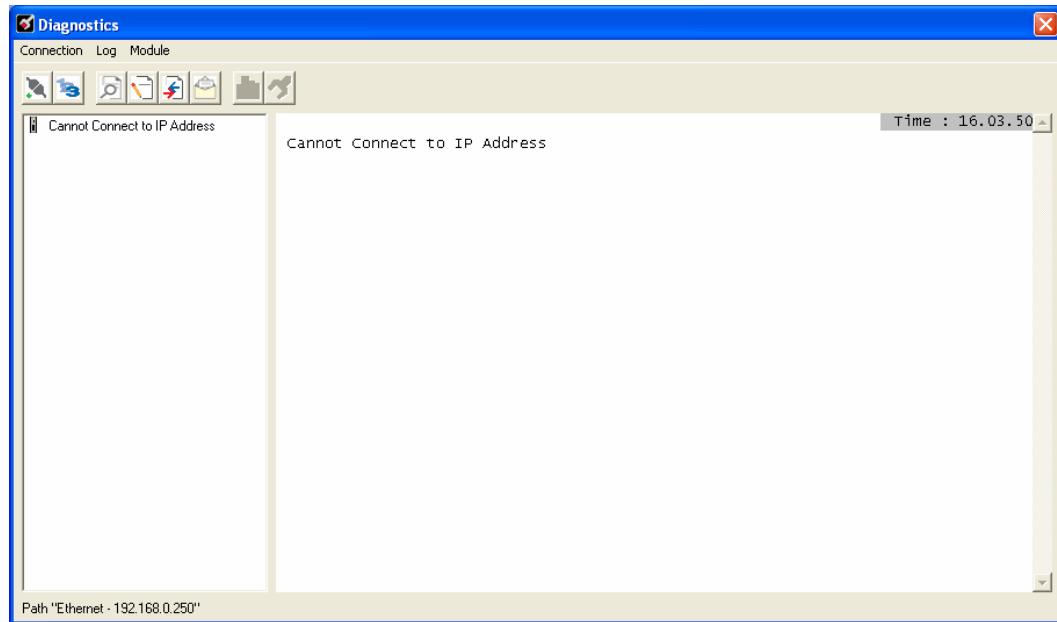 Diagnostics
Connection Log Module
Cannot Connect to IP Address
Time : 16.03.50
Cannot Connect to IP Address
Path "Ethernet - 192.168.0.250"